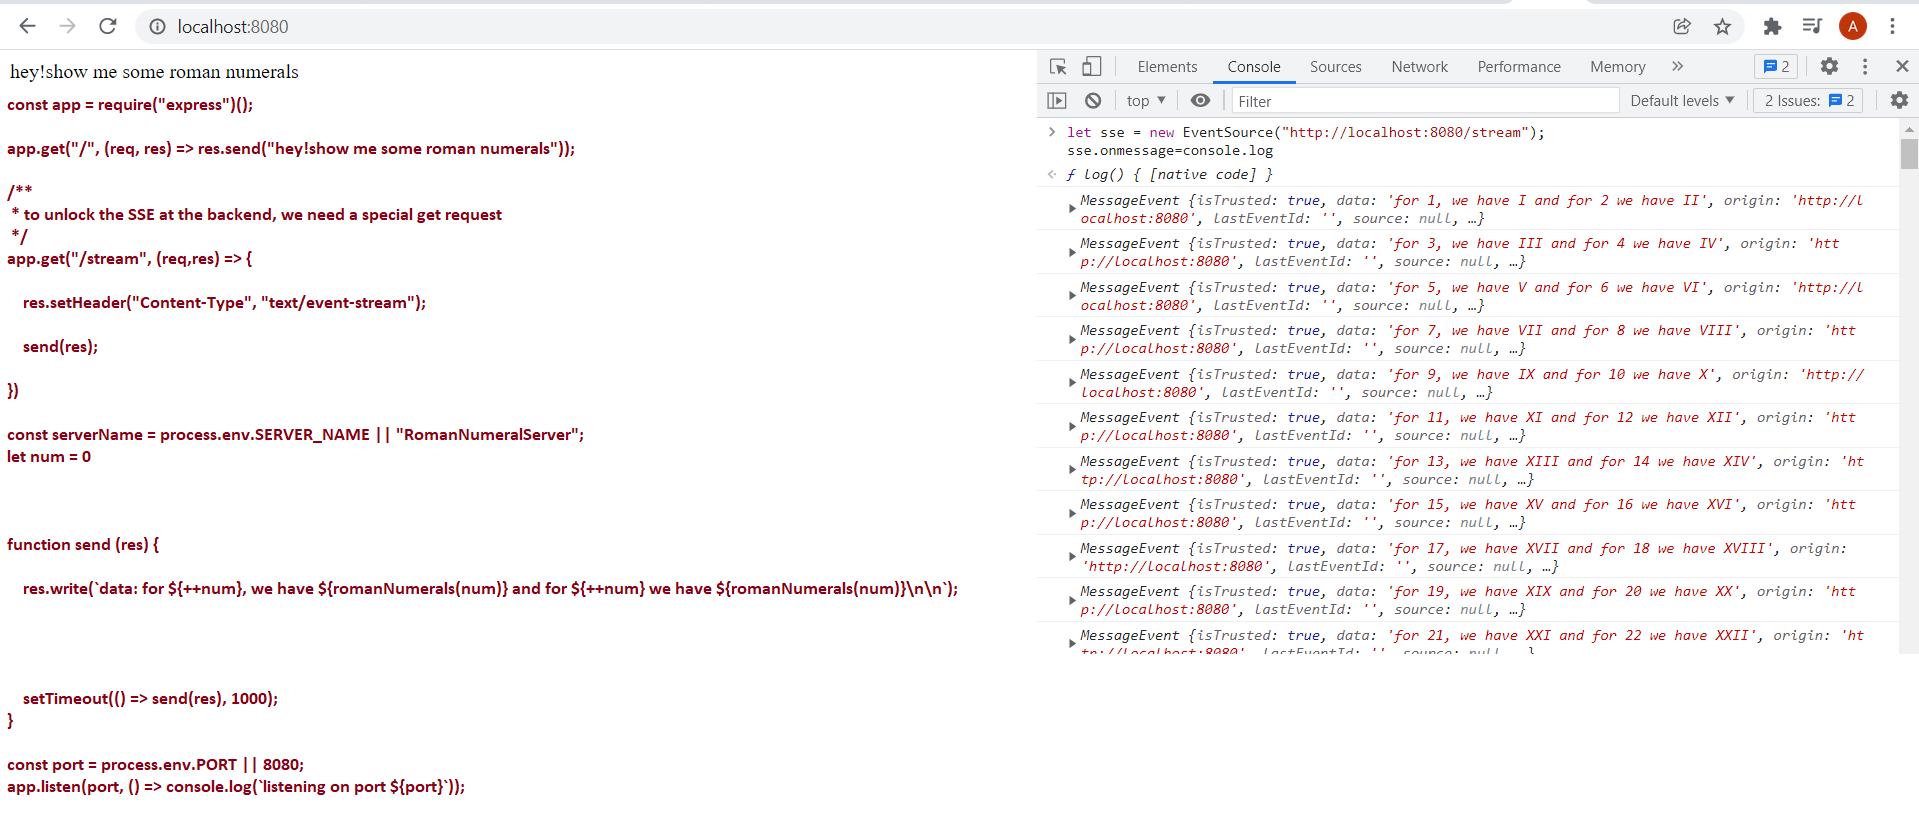 localhost:8080
A
hey!show me some roman numerals
const app = require("express")();
app.get("/", (req, res) => res.send("hey!show me some roman numerals"));
/**
* to unlock the SSE at the backend, we need a special get request
*/
app.get("/stream", (req,res) => {
res.setHeader("Content-Type", "text/event-stream");
send(res);
})
const serverName = process.env.SERVER_NAME || "RomanNumeralServer";
let num = 0
function send (res) {
res.write(`data: for ${++num}, we have ${romanNumerals(num)} and for ${++num} we have ${romanNumerals(num)}\n\n`);
setTimeout(() => send(res), 1000);
}
const port = process.env.PORT || 8080;
app.listen(port, () => console.log(`listening on port ${port}`));
Elements Console Sources Network Performance Memory » 2
top Filter Default levels 2 Issues: 2
let sse = new EventSource("http://localhost:8080/stream");
sse.onmessage=console.log
ƒ log() { [native code] }
MessageEvent {isTrusted: true, data: 'for 1, we have I and for 2 we have II', origin: 'http://l
ocalhost:8080', lastEventId: '', source: null, …}
MessageEvent {isTrusted: true, data: 'for 3, we have III and for 4 we have IV', origin: 'htt
p://localhost:8080', lastEventId: '', source: null, …}
MessageEvent {isTrusted: true, data: 'for 5, we have V and for 6 we have VI', origin: 'http://l
ocalhost:8080', lastEventId: '', source: null, …}
MessageEvent {isTrusted: true, data: 'for 7, we have VII and for 8 we have VIII', origin: 'htt
p://localhost:8080', lastEventId: '', source: null, …}
MessageEvent {isTrusted: true, data: 'for 9, we have IX and for 10 we have X', origin: 'http://
localhost:8080', lastEventId: '', source: null, …}
MessageEvent {isTrusted: true, data: 'for 11, we have XI and for 12 we have XII', origin: 'htt
p://localhost:8080', lastEventId: '', source: null, …}
MessageEvent {isTrusted: true, data: 'for 13, we have XIII and for 14 we have XIV', origin: 'ht
tp://localhost:8080', lastEventId: '', source: null, …}
MessageEvent {isTrusted: true, data: 'for 15, we have XV and for 16 we have XVI', origin: 'htt
p://localhost:8080', lastEventId: '', source: null, …}
MessageEvent {isTrusted: true, data: 'for 17, we have XVII and for 18 we have XVIII', origin:
'http://localhost:8080', lastEventId: '', source: null, …}
MessageEvent {isTrusted: true, data: 'for 19, we have XIX and for 20 we have XX', origin: 'htt
p://localhost:8080', lastEventId: '', source: null, …}
MessageEvent {isTrusted: true, data: 'for 21, we have XXI and for 22 we have XXII', origin: 'ht
tp://localhost:8080', lastEventId: '', source: null, …}